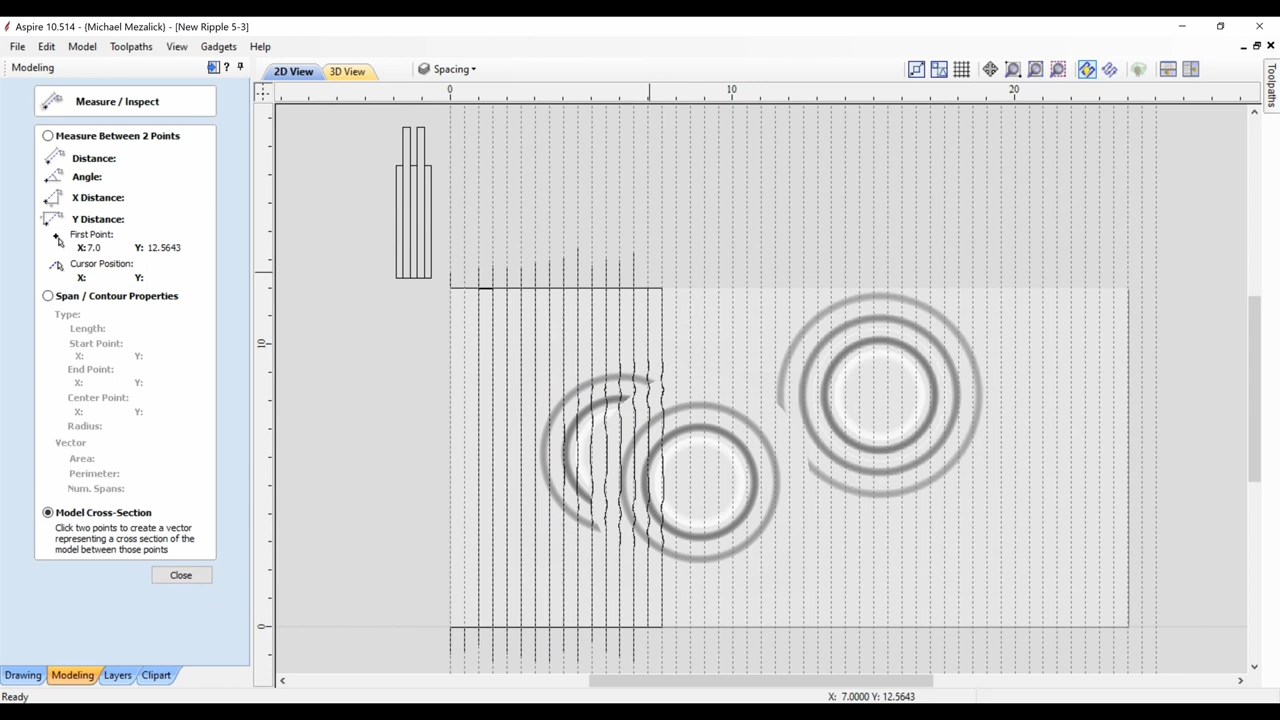 Aspire 10.514 - {Michael Mezalick} - [New Ripple 5-3]
File Edit Model Toolpaths View Gadgets Help
Modeling
2D View 3D View Spacing
Toolpaths
Measure / Inspect
0 10 20
Measure Between 2 Points
Distance:
Angle:
X Distance:
Y Distance:
First Point:
X: 7.0 Y: 12.5643
Cursor Position:
X: Y:
Span / Contour Properties
Type:
Length:
Start Point:
X: Y:
End Point:
X: Y:
Center Point:
X: Y:
Radius:
Vector
Area:
Perimeter:
Num. Spans:
Model Cross-Section
Click two points to create a vector
representing a cross section of the
model between those points
Close
10
0
Drawing Modeling Layers Clipart
Ready
X: 7.0000 Y: 12.5643